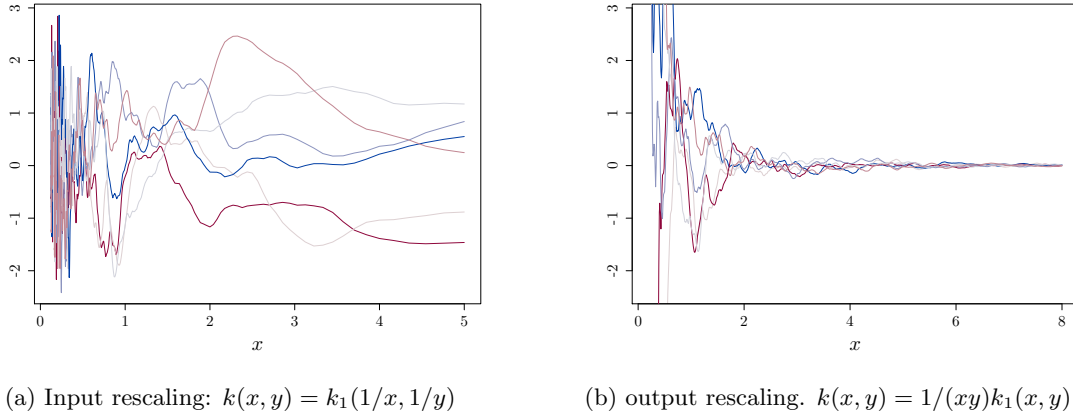 3
2
1
0
-1
-2
0 1 2 3 4 5
x
(a) Input rescaling: k(x, y) = k₁(1/x, 1/y)
3
2
1
0
-1
-2
0 2 4 6 8
x
(b) output rescaling. k(x, y) = 1/(xy)k₁(x, y)